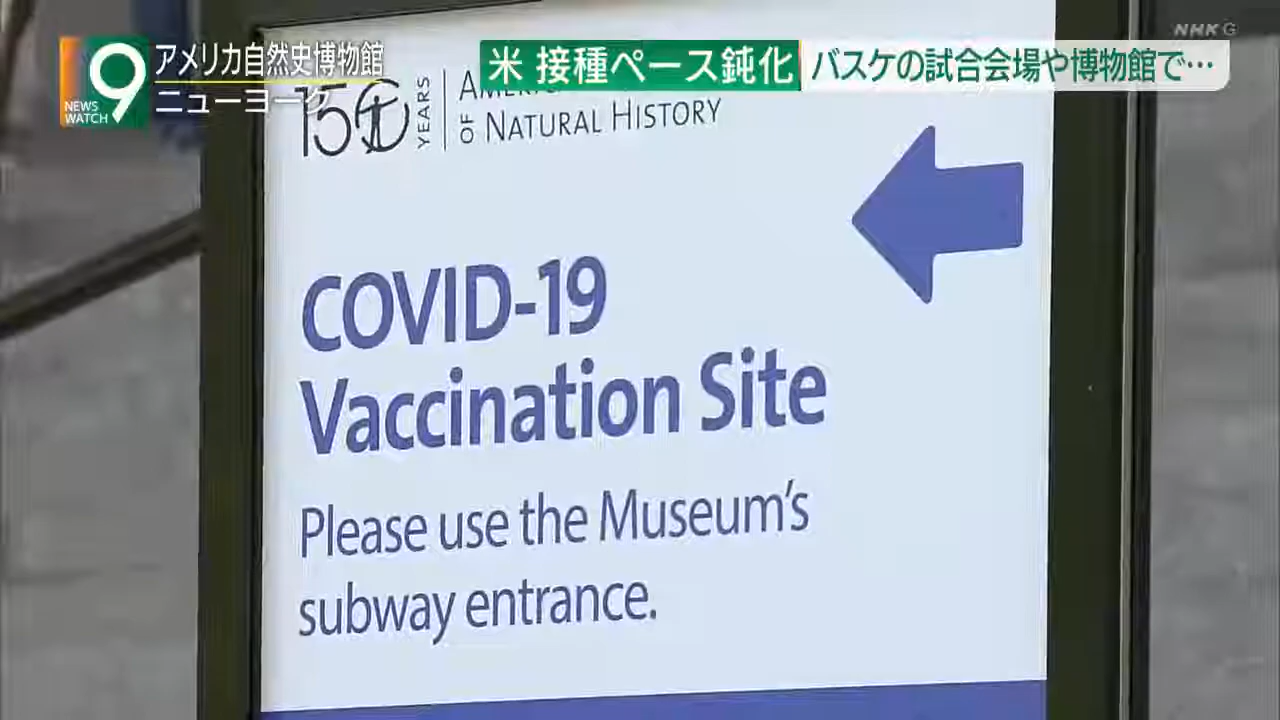 NHK G
NEWS WATCH 9
アメリカ自然史博物館
ニューヨーク
米 接種ペース鈍化
バスケの試合会場や博物館で…
150 YEARS
OF NATURAL HISTORY
COVID-19
Vaccination Site
Please use the Museum's
subway entrance.